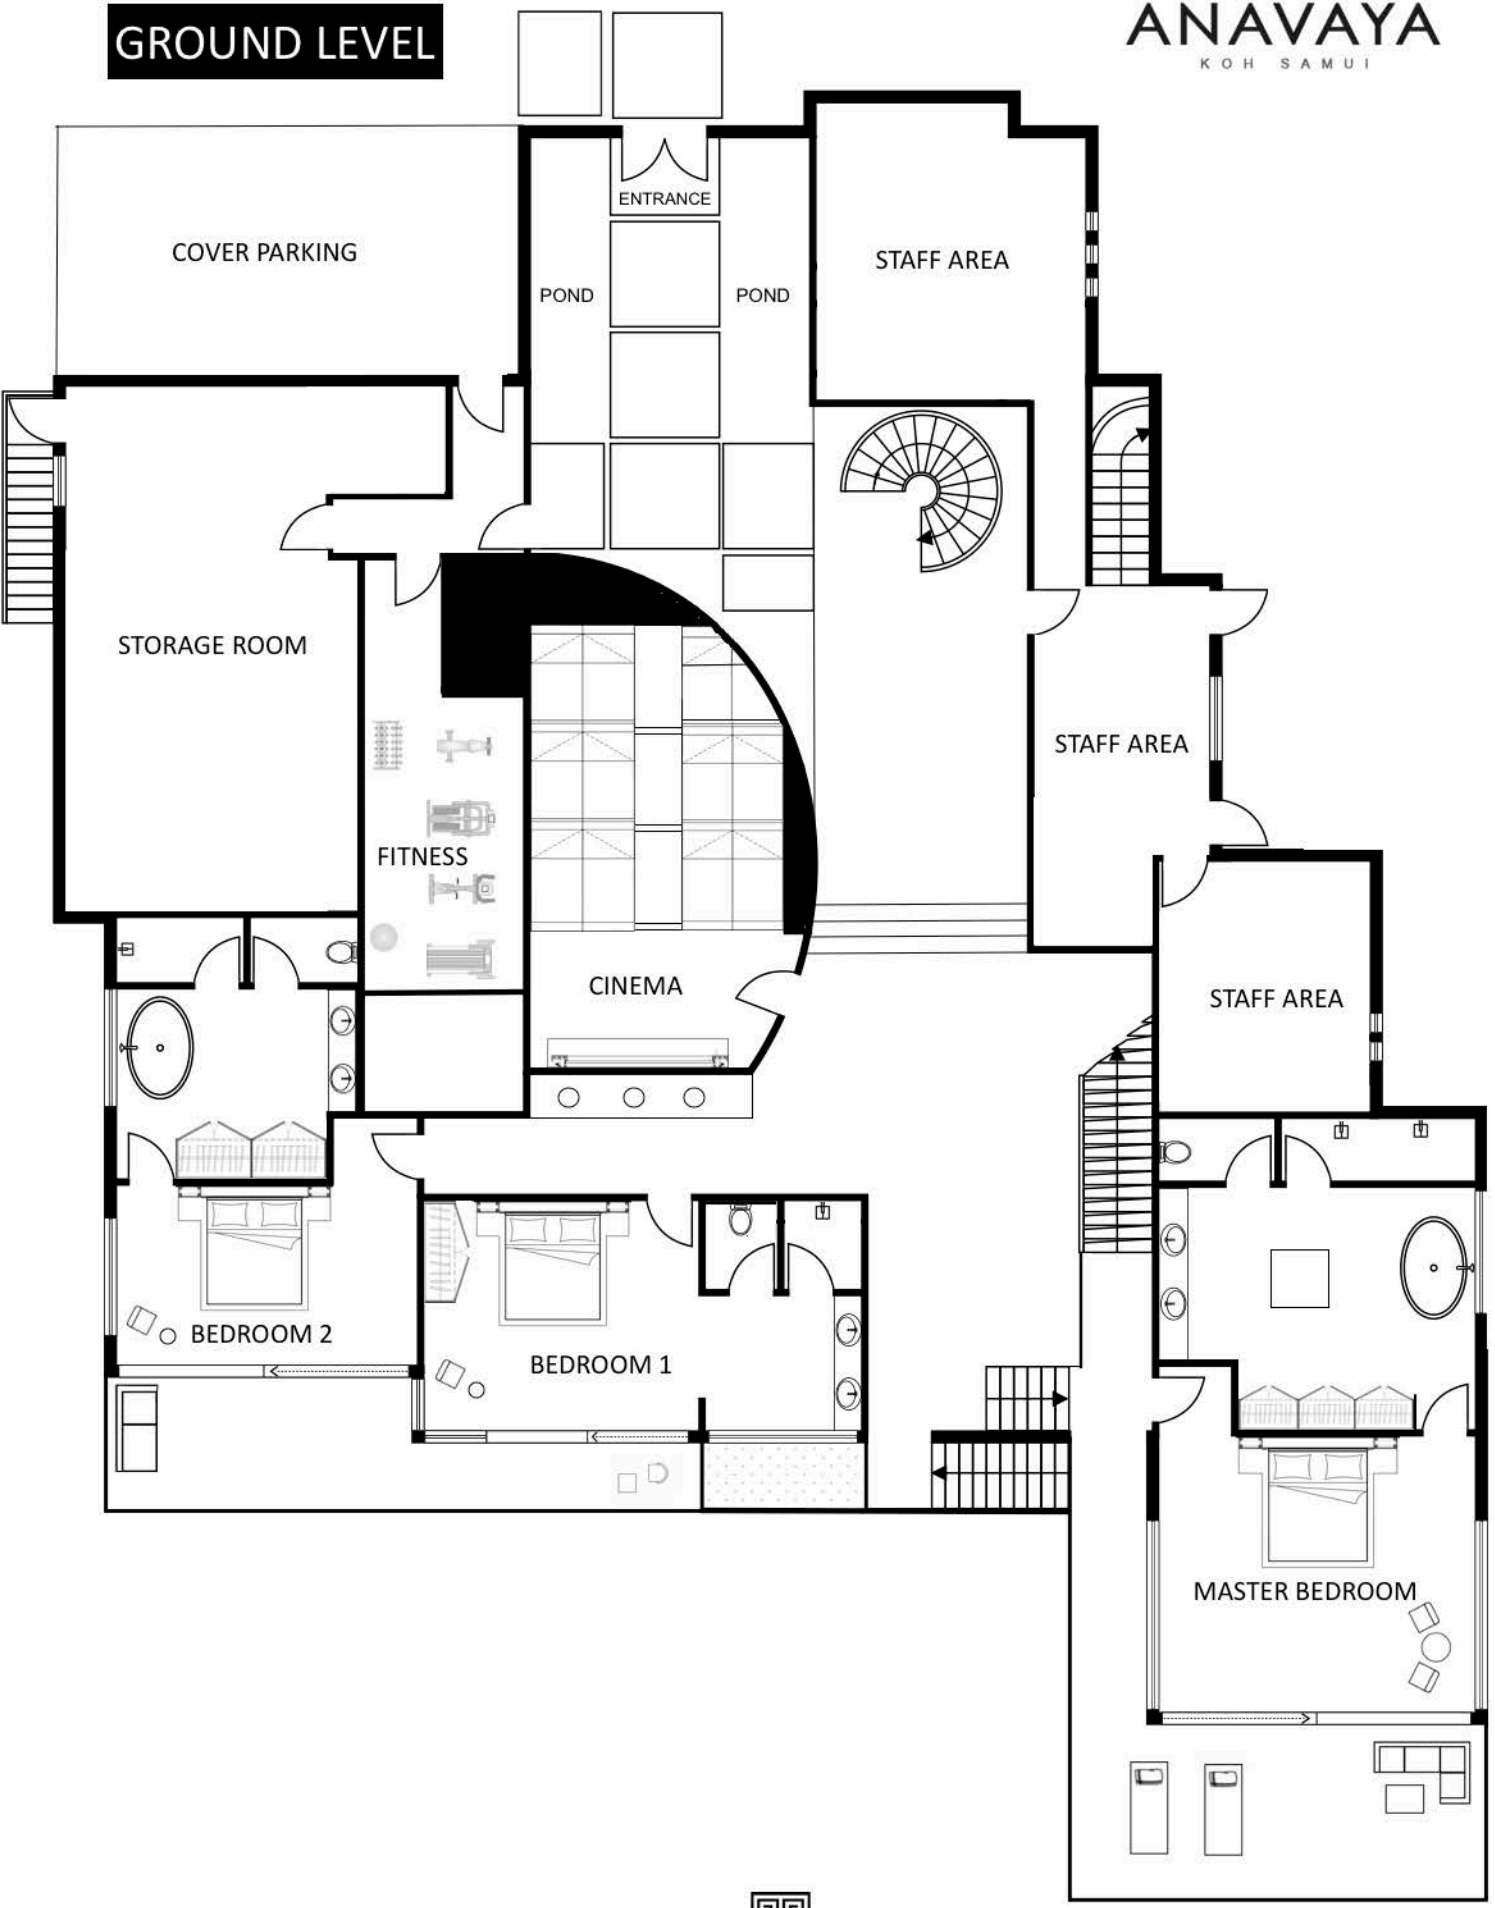 GROUND LEVEL
ANAVAYA
KOH SAMUI
ENTRANCE
COVER PARKING
STAFF AREA
POND
POND
STORAGE ROOM
STAFF AREA
FITNESS
CINEMA
STAFF AREA
BEDROOM 2
BEDROOM 1
MASTER BEDROOM